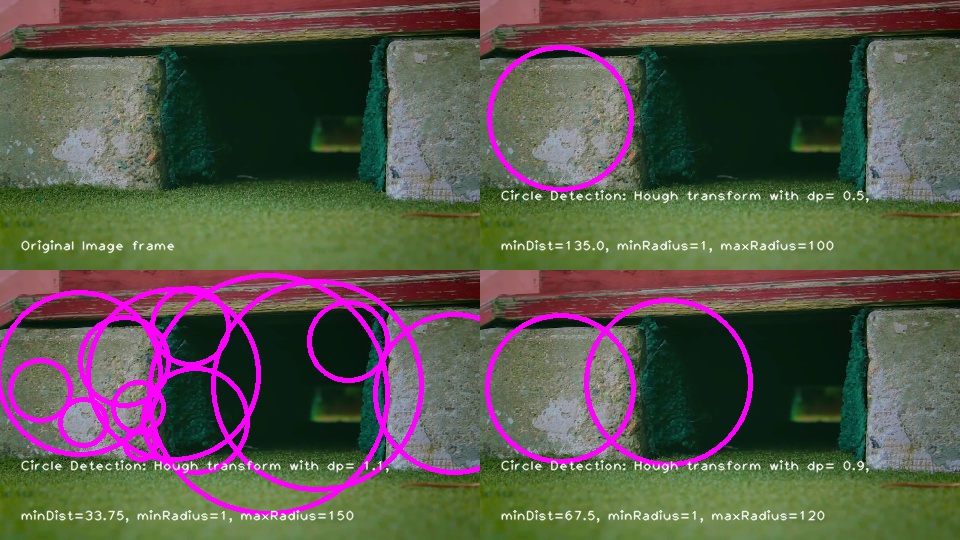 Original Image frame
Circle Detection: Hough transform with dp= 0.5,
minDist=135.0, minRadius=1, maxRadius=100
Circle Detection: Hough transform with dp= 1.1,
minDist=33.75, minRadius=1, maxRadius=150
Circle Detection: Hough transform with dp= 0.9,
minDist=67.5, minRadius=1, maxRadius=120